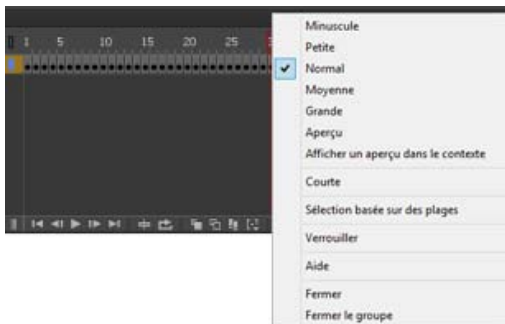 1 5 10 15 20 25
Minuscule
Petite
Normal
Moyenne
Grande
Aperçu
Afficher un aperçu dans le contexte
Courte
Sélection basée sur des plages
Verrouiller
Aide
Fermer
Fermer le groupe